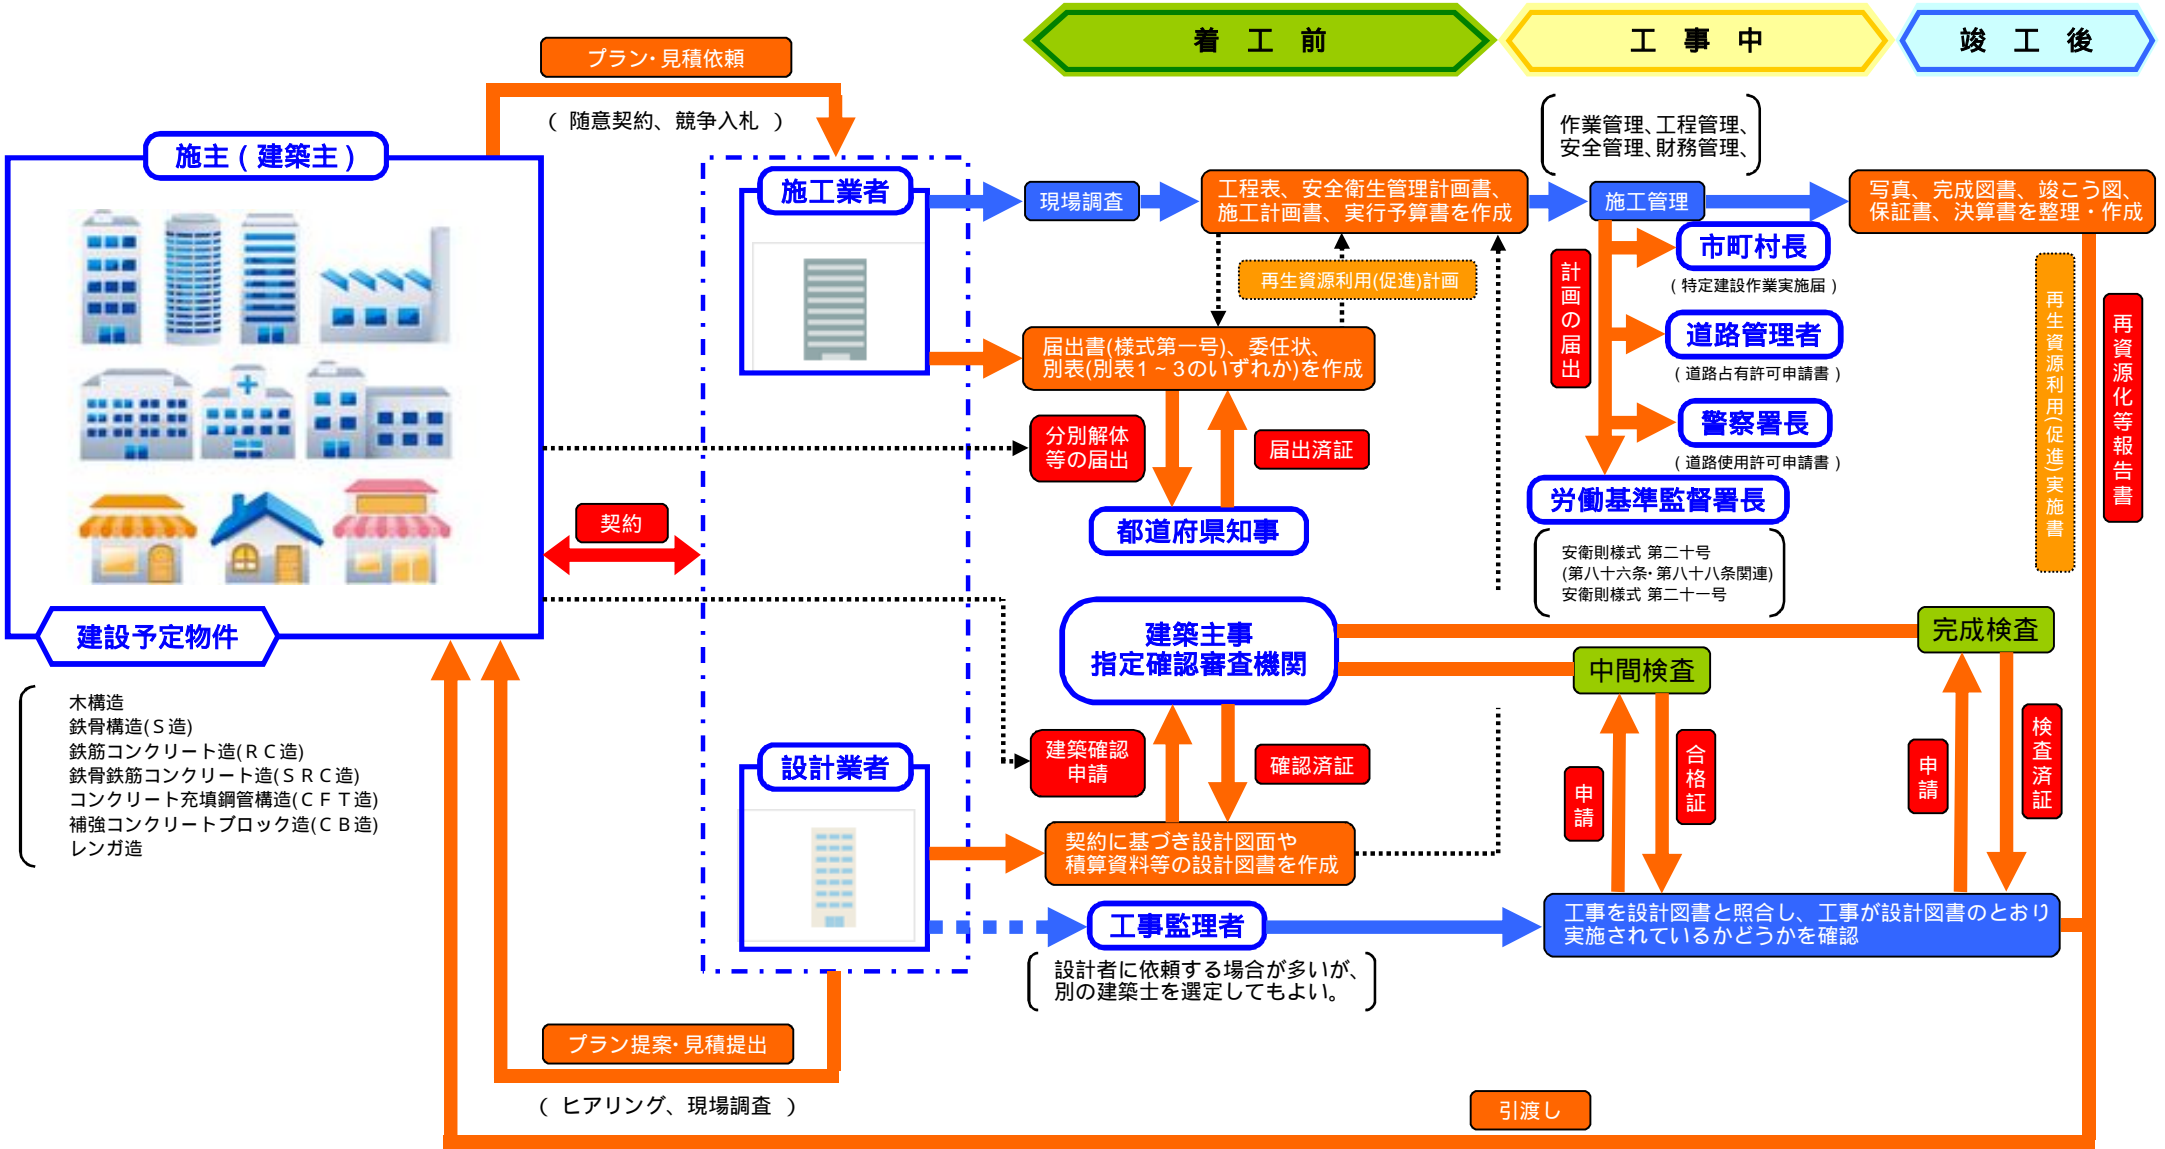 着 工 前
工 事 中
竣 工 後
プラン・見積依頼
( 随意契約、競争入札 )
施主(建築主)
建設予定物件
木構造
鉄骨構造(S造)
鉄筋コンクリート造(RC造)
鉄骨鉄筋コンクリート造(SRC造)
コンクリート充填鋼管構造(CFT造)
補強コンクリートブロック造(CB造)
レンガ造
契約
施工業者
設計業者
プラン提案・見積提出
( ヒアリング、現場調査 )
現場調査
工程表、安全衛生管理計画書、
施工計画書、実行予算書を作成
再生資源利用(促進)計画
届出書(様式第一号)、委任状、
別表(別表1~3のいずれか)を作成
分別解体
等の届出
届出済証
都道府県知事
建築主事
指定確認審査機関
建築確認
申請
確認済証
契約に基づき設計図面や
積算資料等の設計図書を作成
工事監理者
設計者に依頼する場合が多いが、
別の建築士を選定してもよい。
作業管理、工程管理、
安全管理、財務管理、
施工管理
計画の届出
市町村長
(特定建設作業実施届)
道路管理者
(道路占有許可申請書)
警察署長
(道路使用許可申請書)
労働基準監督署長
安衛則様式 第二十号
(第八十六条・第八十八条関連)
安衛則様式 第二十一号
中間検査
申請
合格証
工事を設計図書と照合し、工事が設計図書のとおり
実施されているかどうかを確認
写真、完成図書、竣こう図、
保証書、決算書を整理・作成
再生資源利用(促進)実施書
再資源化等報告書
完成検査
申請
検査済証
引渡し